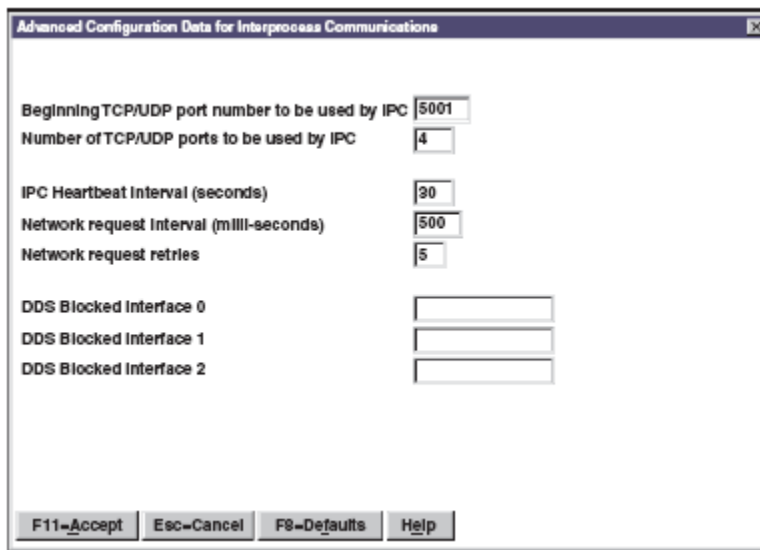 Advanced Configuration Data for Interprocess Communications
Beginning TCP/UDP port number to be used by IPC 5001
Number of TCP/UDP ports to be used by IPC 4
IPC Heartbeat Interval (seconds) 30
Network request Interval (milli-seconds) 500
Network request retries 5
DDS Blocked Interface 0
DDS Blocked Interface 1
DDS Blocked Interface 2
F11=Accept Esc=Cancel F8=Defaults Help